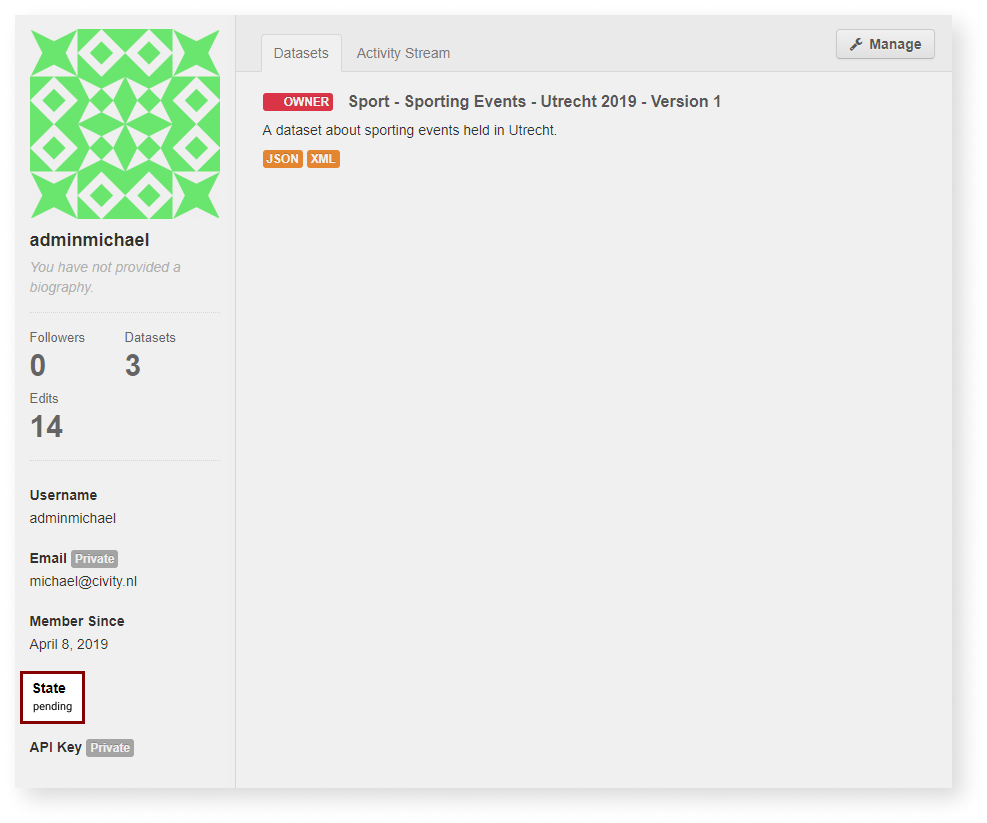 adminmichael
You have not provided a
biography.
Followers
0
Datasets
3
Edits
14
Username
adminmichael
Email Private
michael@civity.nl
Member Since
April 8, 2019
State
pending
API Key Private
Datasets
Activity Stream
Manage
OWNER Sport - Sporting Events - Utrecht 2019 - Version 1
A dataset about sporting events held in Utrecht.
JSON XML